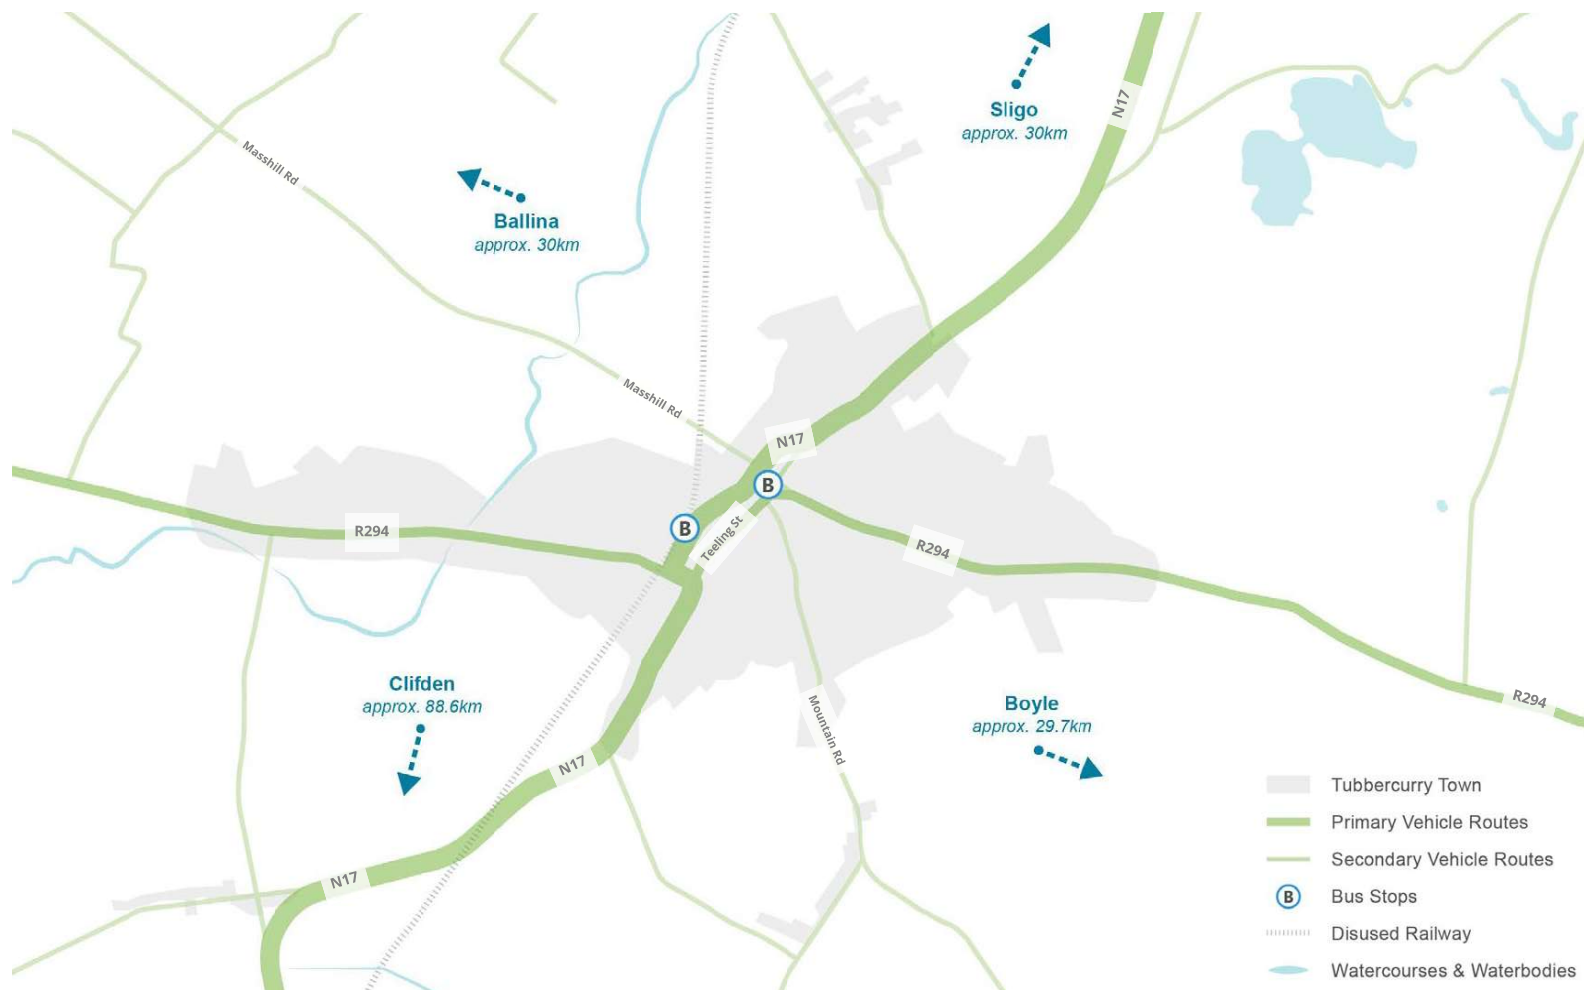 Sligo
approx. 30km
N17
Masshill Rd
Ballina
approx. 30km
Masshill Rd
N17
B
B
Teeling St
R294
R294
Clifden
approx. 88.6km
Boyle
approx. 29.7km
R294
Mountain Rd
N17
N17
Tubbercurry Town
Primary Vehicle Routes
Secondary Vehicle Routes
B Bus Stops
Disused Railway
Watercourses & Waterbodies